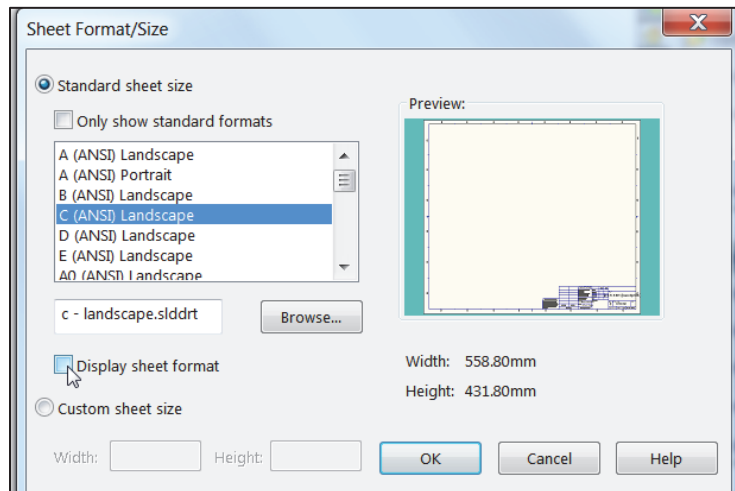 Sheet Format/Size
Standard sheet size
Only show standard formats
A (ANSI) Landscape
A (ANSI) Portrait
B (ANSI) Landscape
C (ANSI) Landscape
D (ANSI) Landscape
E (ANSI) Landscape
A0 (ANSI) Landscape
c - landscape.slddrt
Browse...
Display sheet format
Custom sheet size
Width:
Height:
Preview:
Width: 558.80mm
Height: 431.80mm
OK
Cancel
Help